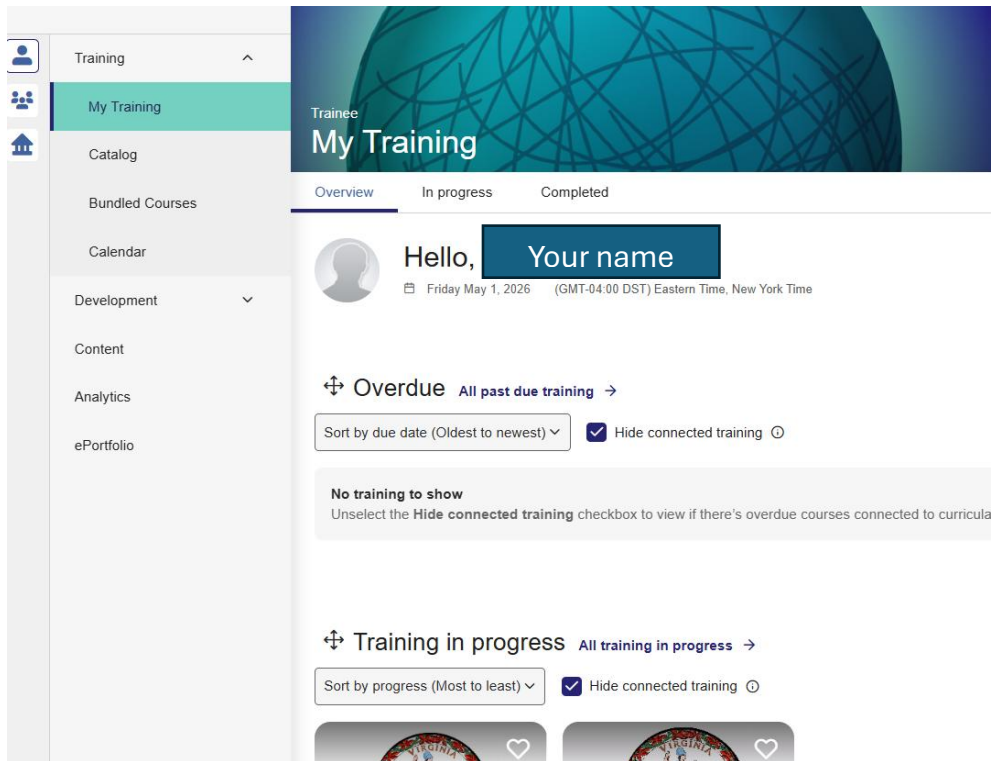 Training
My Training
Catalog
Bundled Courses
Calendar
Development
Content
Analytics
ePortfolio
Trainee
My Training
Overview In progress Completed
Hello, Your name
Friday May 1, 2026 (GMT-04:00 DST) Eastern Time, New York Time
Overdue All past due training →
Sort by due date (Oldest to newest) Hide connected training
No training to show
Unselect the Hide connected training checkbox to view if there's overdue courses connected to curricula
Training in progress All training in progress →
Sort by progress (Most to least) Hide connected training
VIRGINIA VIRGINIA